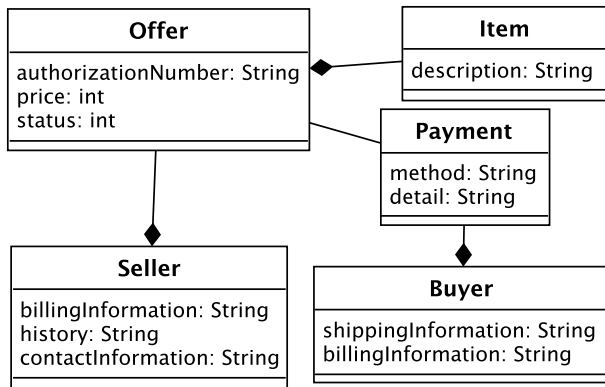 Offer
authorizationNumber: String
price: int
status: int
Item
description: String
Payment
method: String
detail: String
Seller
billingInformation: String
history: String
contactInformation: String
Buyer
shippingInformation: String
billingInformation: String